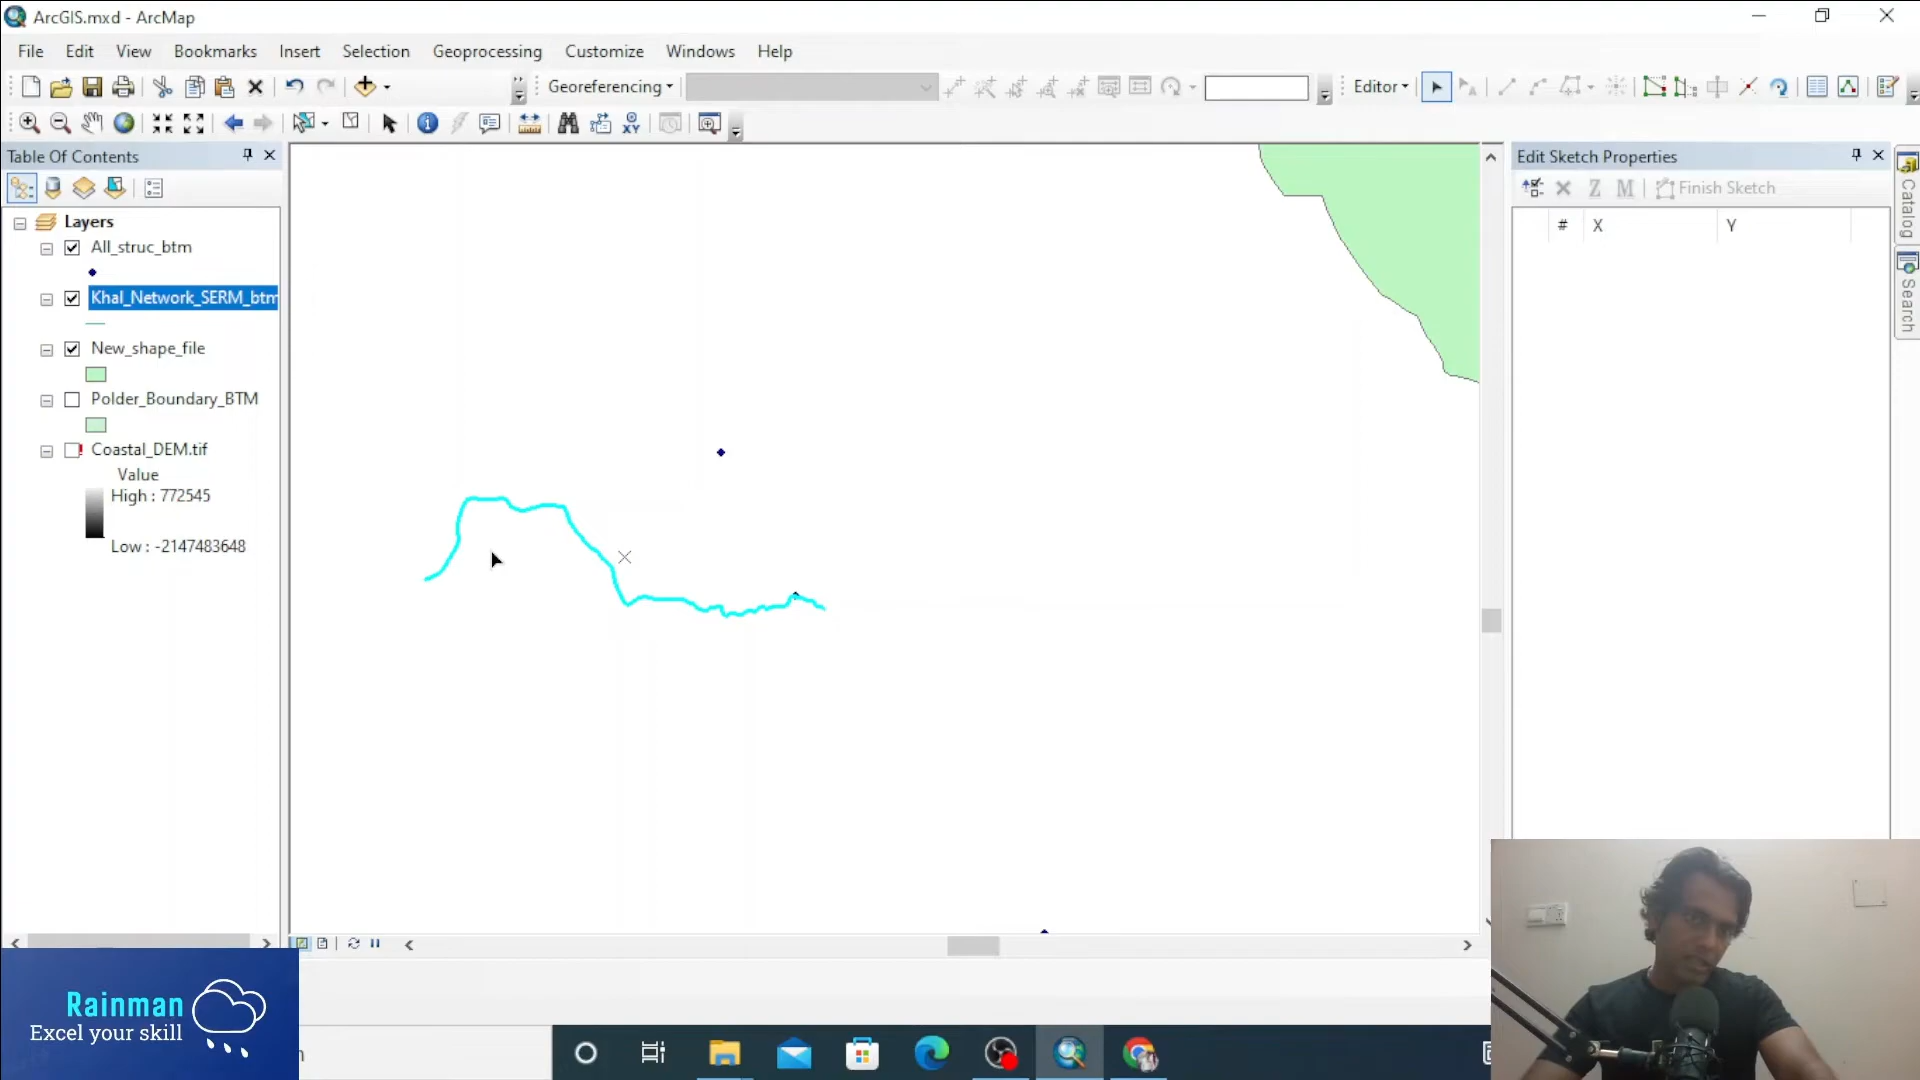 ArcGIS.mxd - ArcMap
File Edit View Bookmarks Insert Selection Geoprocessing Customize Windows Help
Georeferencing
Editor
XY
Table Of Contents
Layers
All_struc_btm
Khal_Network_SERM_btm
New_shape_file
Polder_Boundary_BTM
Coastal_DEM.tif
Value
High : 772545
Low : -2147483648
Edit Sketch Properties
Z M Finish Sketch
# X Y
Catalog
Search
Rainman
Excel your skill